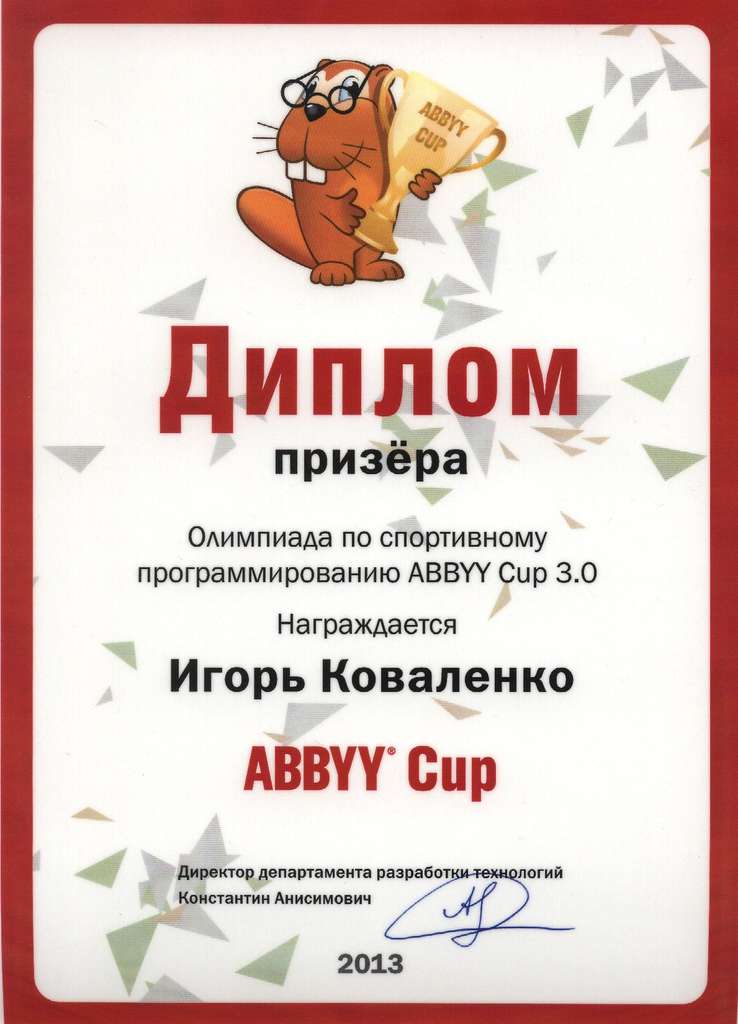 ABBYY
CUP
Диплом
призёра
Олимпиада по спортивному
программированию ABBYY Cup 3.0
Награждается
Игорь Коваленко
ABBYY® Cup
Директор департамента разработки технологий
Константин Анисимович
2013